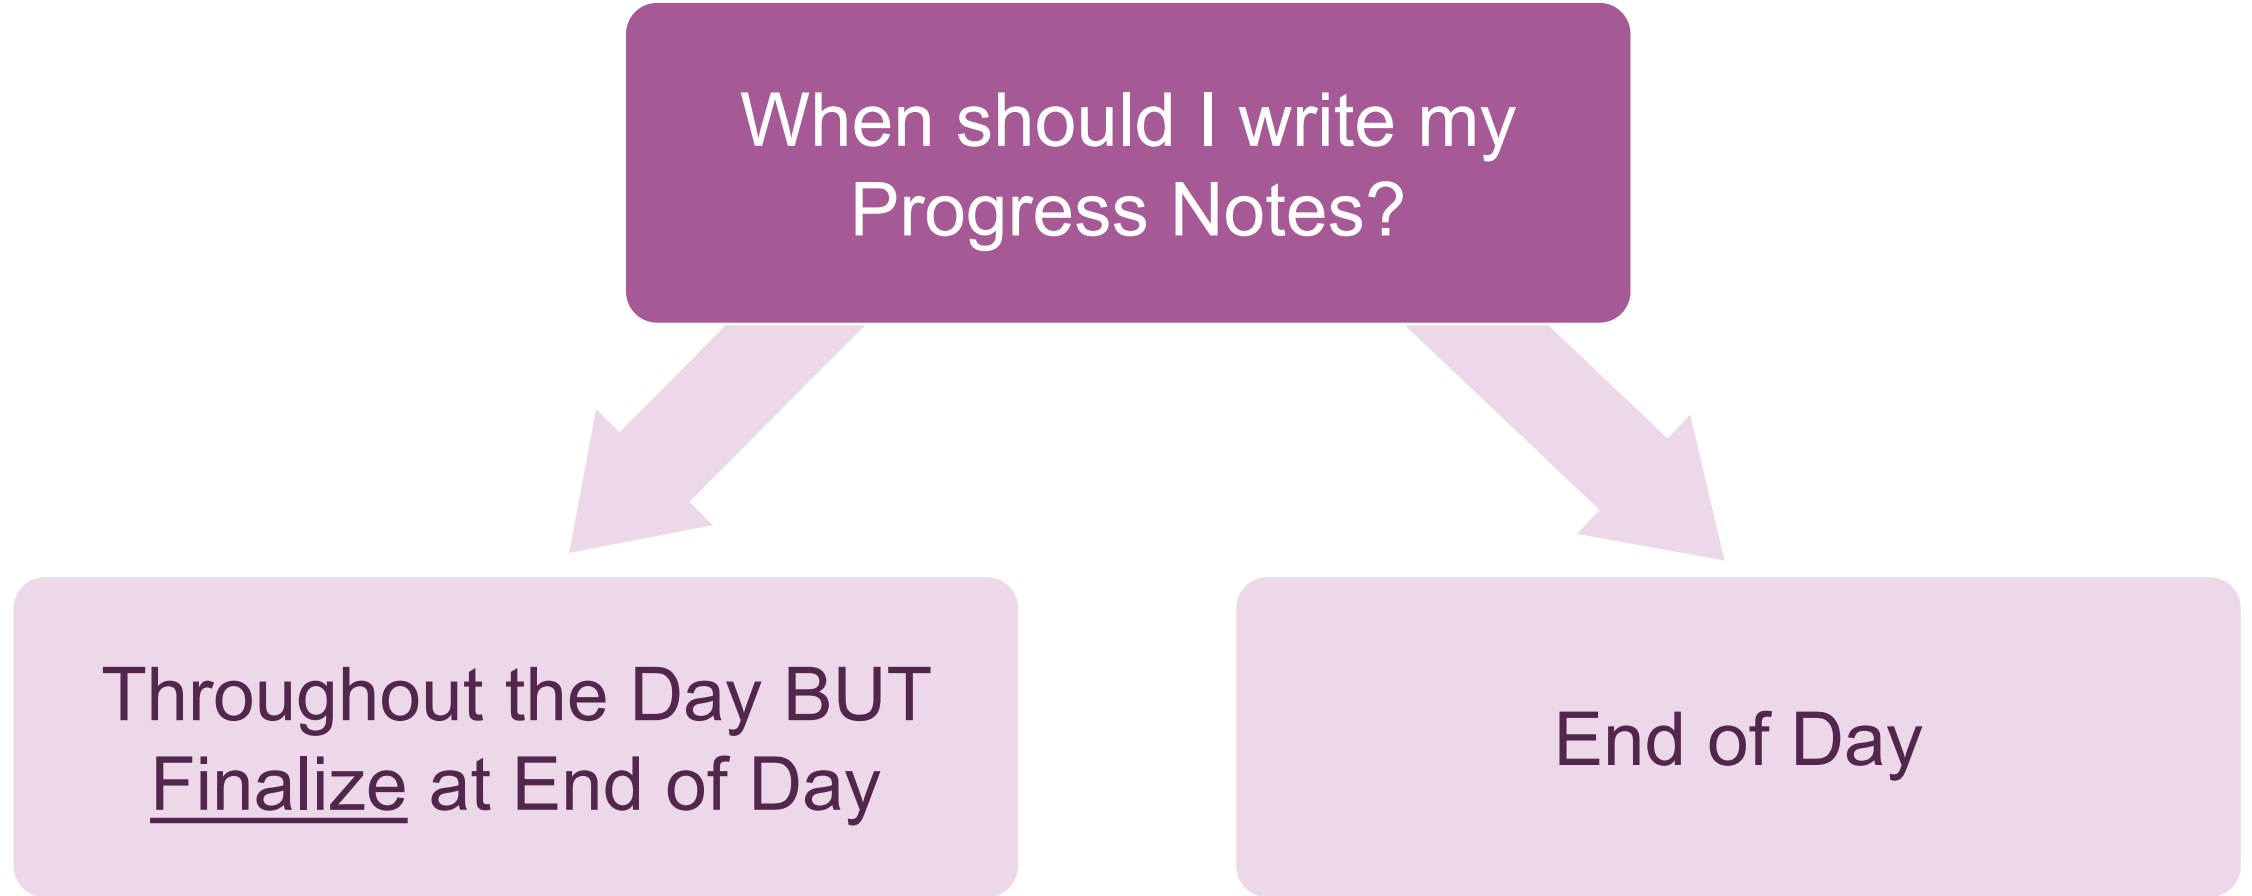 When should I write my
Progress Notes?
Throughout the Day BUT
Finalize at End of Day
End of Day